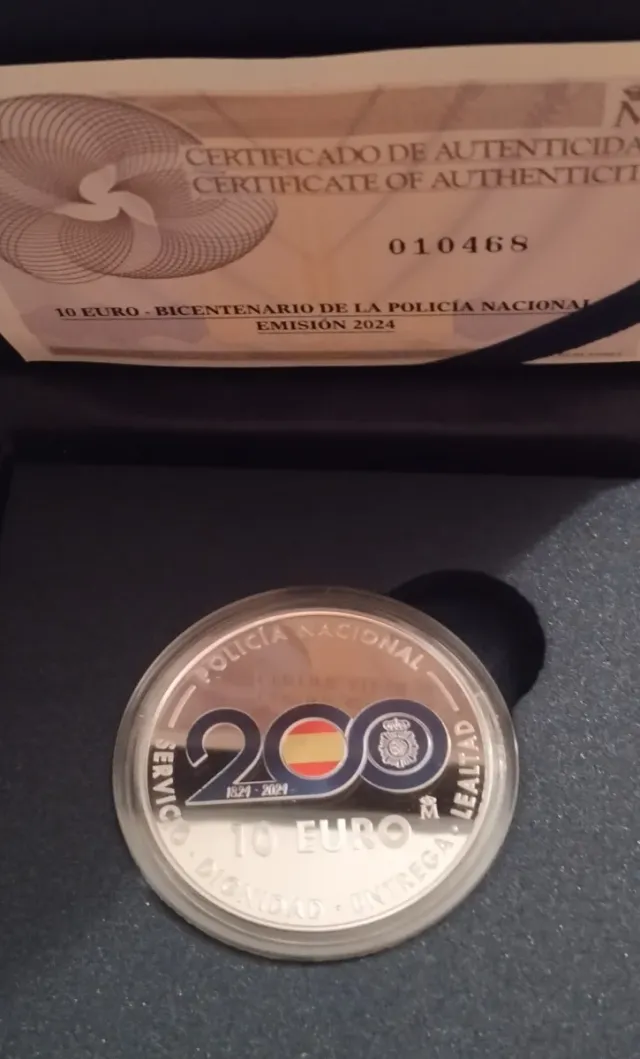 CERTIFICADO DE AUTENTICIDA
CERTIFICATE OF AUTHENTICIT
010468
10 EURO - BICENTENARIO DE LA POLICÍA NACIONAL
EMISIÓN 2024
POLICÍA NACIONAL
200
1824 - 2024
10 EURO
M
SERVICIO · DIGNIDAD · ENTREGA · LEALTAD